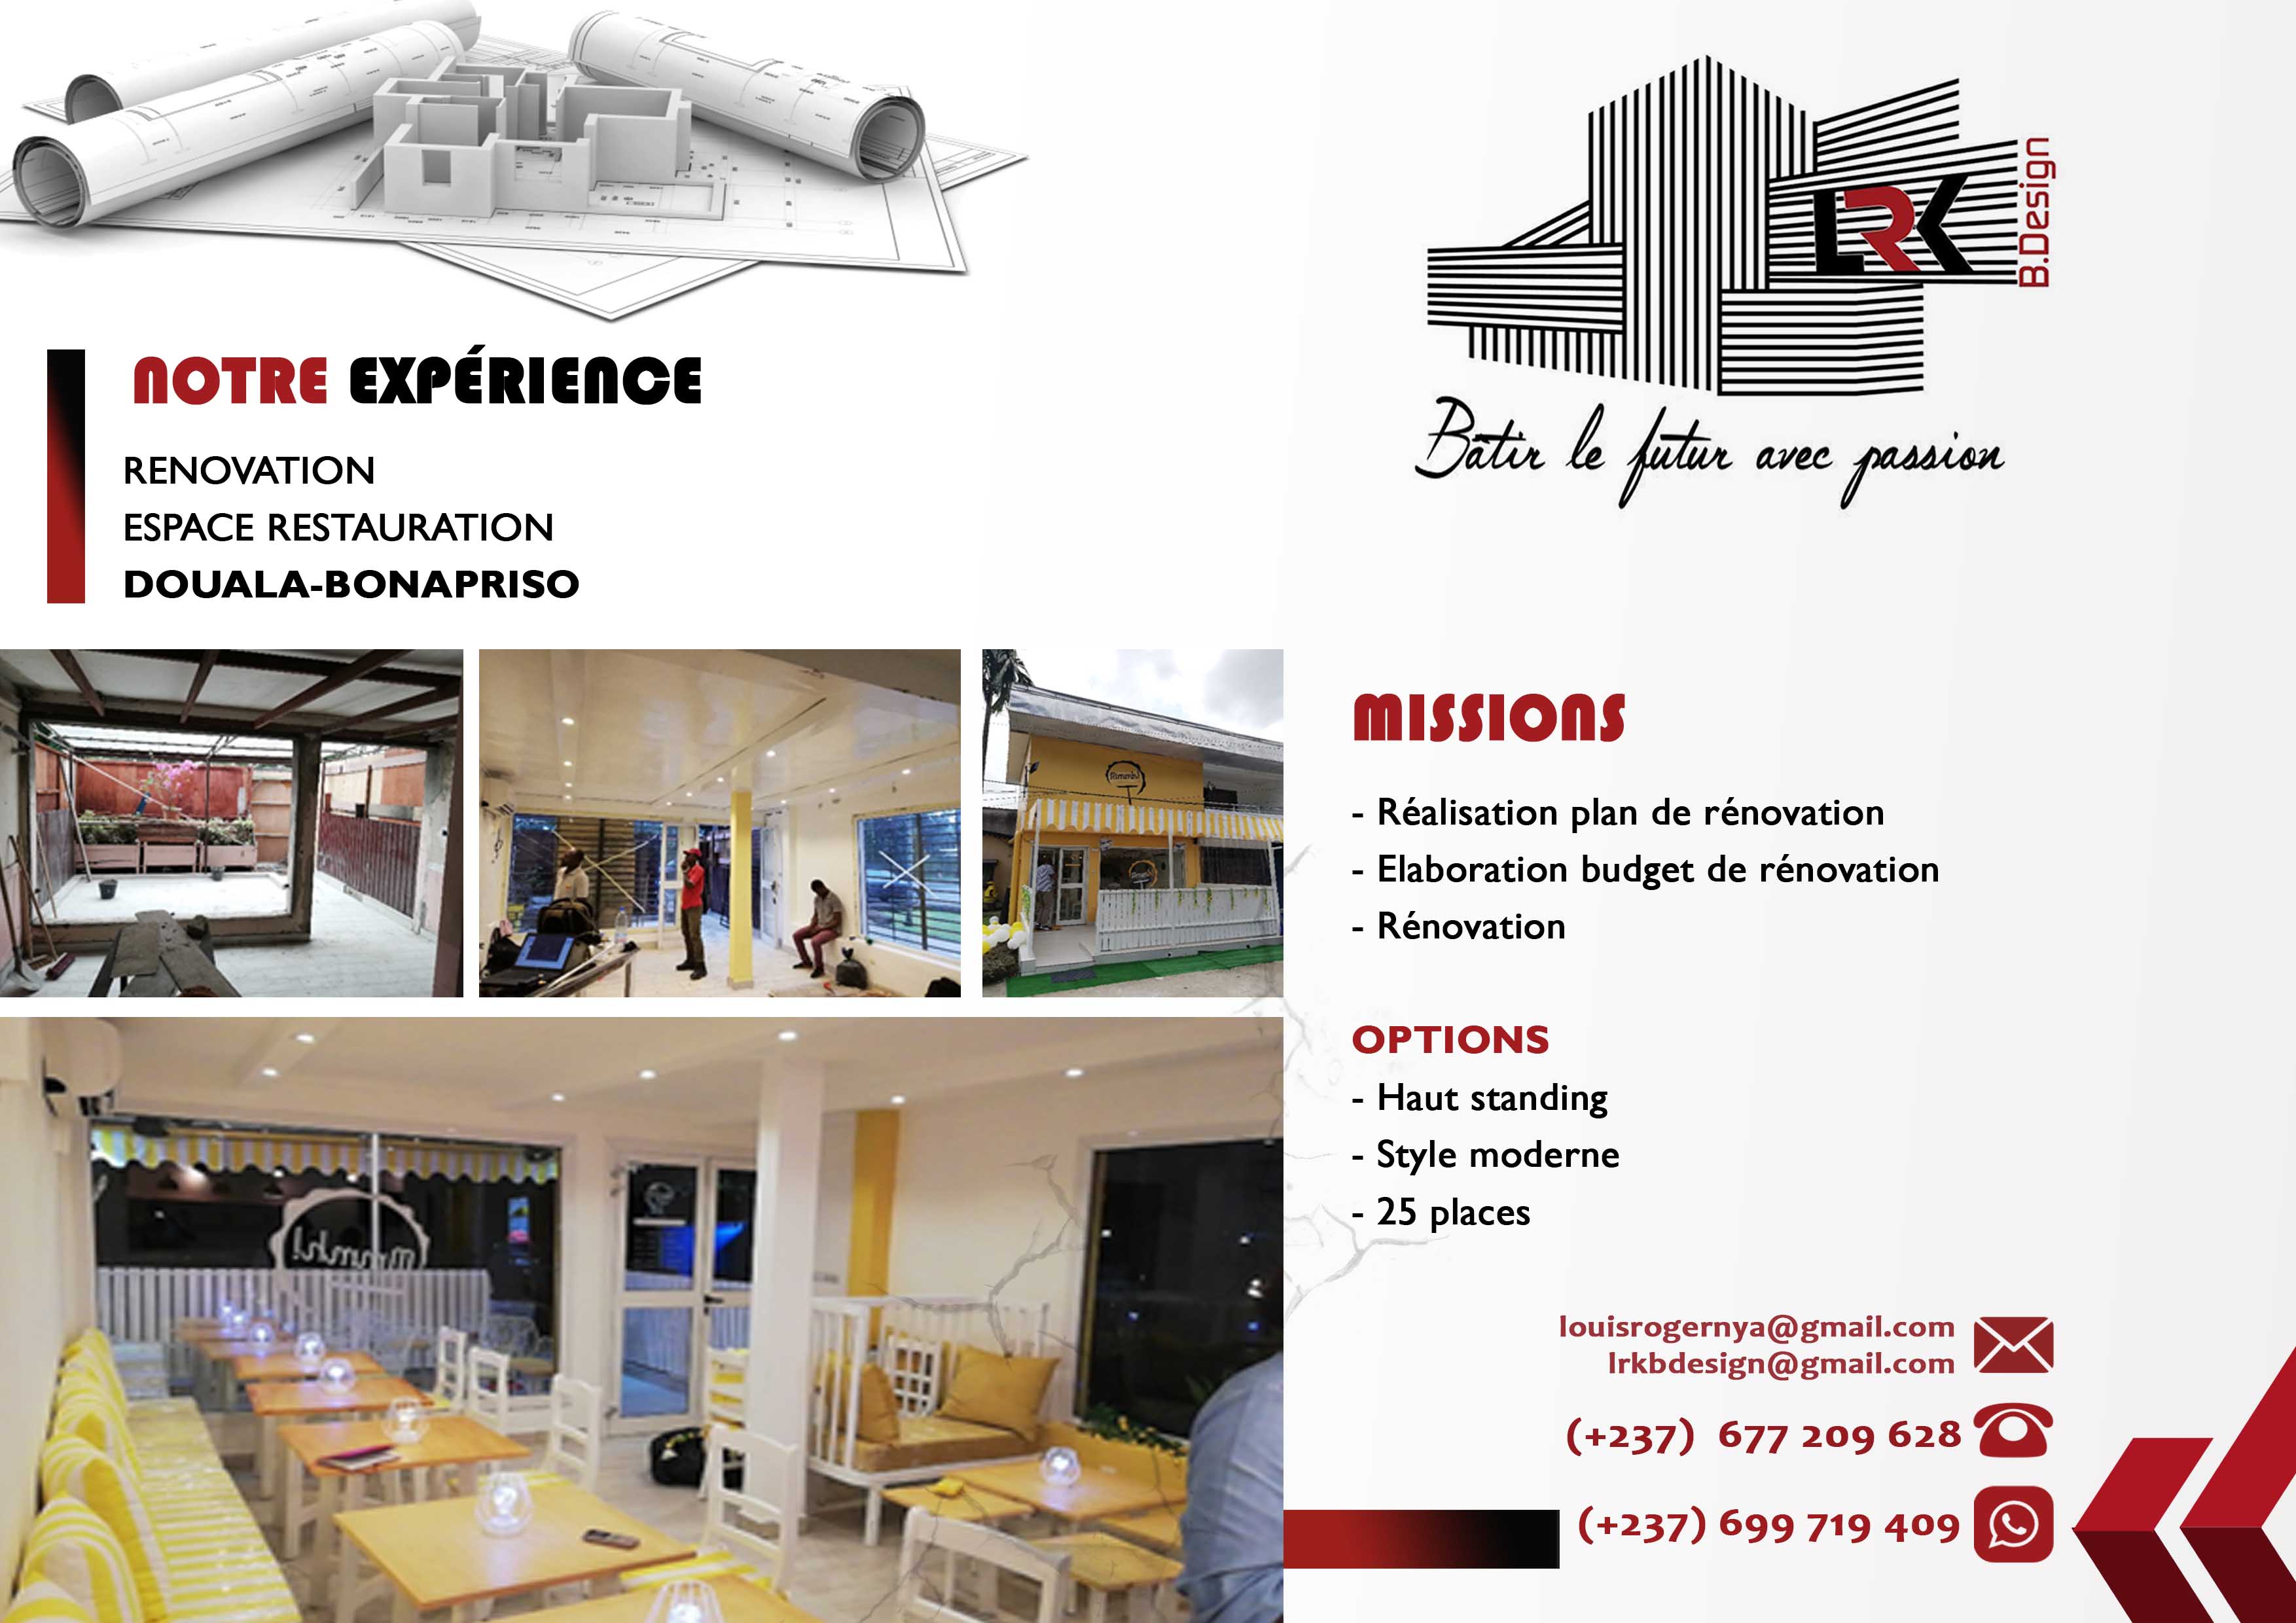 LRK
B.Design
Bâtir le futur avec passion
NOTRE EXPÉRIENCE
RENOVATION
ESPACE RESTAURATION
DOUALA-BONAPRISO
MISSIONS
- Réalisation plan de rénovation
- Elaboration budget de rénovation
- Rénovation
OPTIONS
- Haut standing
- Style moderne
- 25 places
Mmmh!
louisrogernya@gmail.com
lrkbdesign@gmail.com
(+237) 677 209 628
(+237) 699 719 409